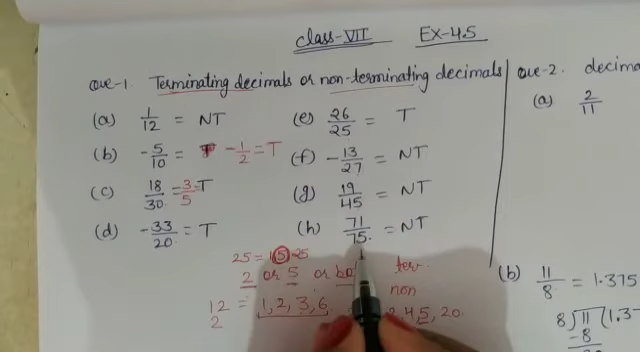 class-VII EX-4.5
que-1. Terminating decimals or non-terminating decimals
(a) 1/12 = NT
(b) -5/10 = T -1/2 = T
(c) 18/30 = 3/5 = T
(d) -33/20 = T
(e) 26/25 = T
(f) -13/27 = NT
(g) 19/45 = NT
(h) 71/75 = NT
25 = 1 5 25
2 or 5 or ter
non
12 = 1, 2, 3, 6,
2
4 5, 20.
que-2. decima
(a) 2/11
(b) 11/8 = 1.375
8 11 (1.37
-8